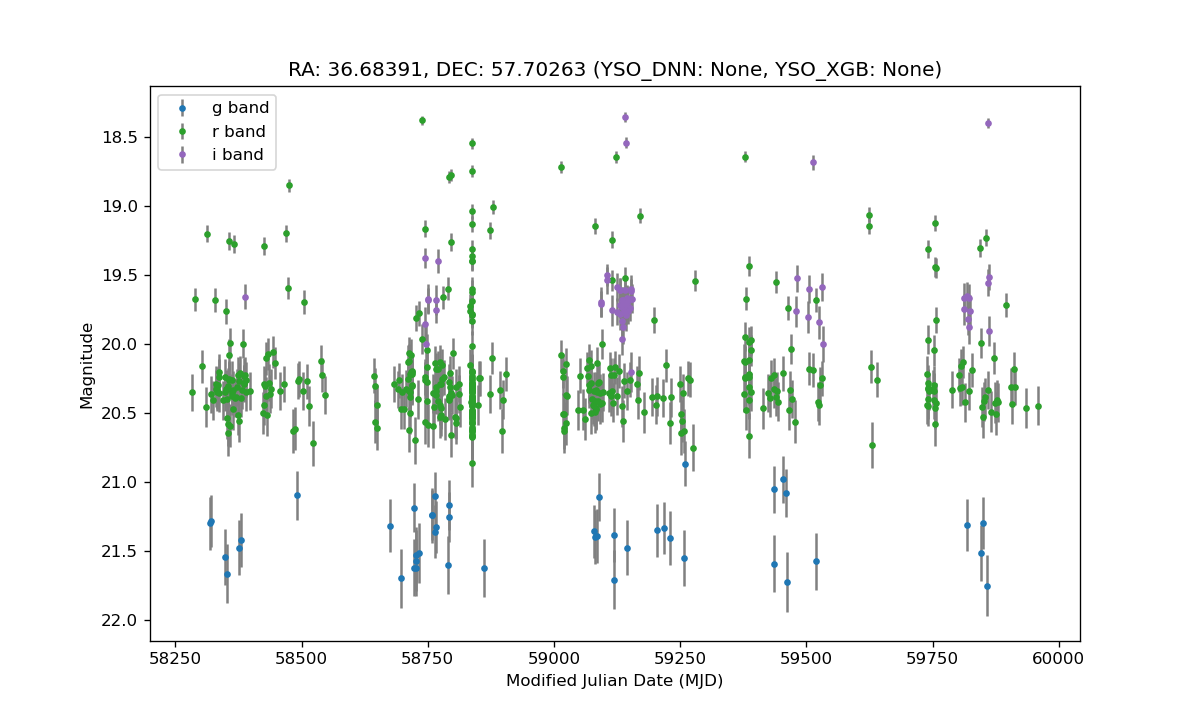 RA: 36.68391, DEC: 57.70263 (YSO_DNN: None, YSO_XGB: None)
g band
r band
i band
18.5
19.0
19.5
20.0
20.5
21.0
21.5
22.0
Magnitude
58250
58500
58750
59000
59250
59500
59750
60000
Modified Julian Date (MJD)